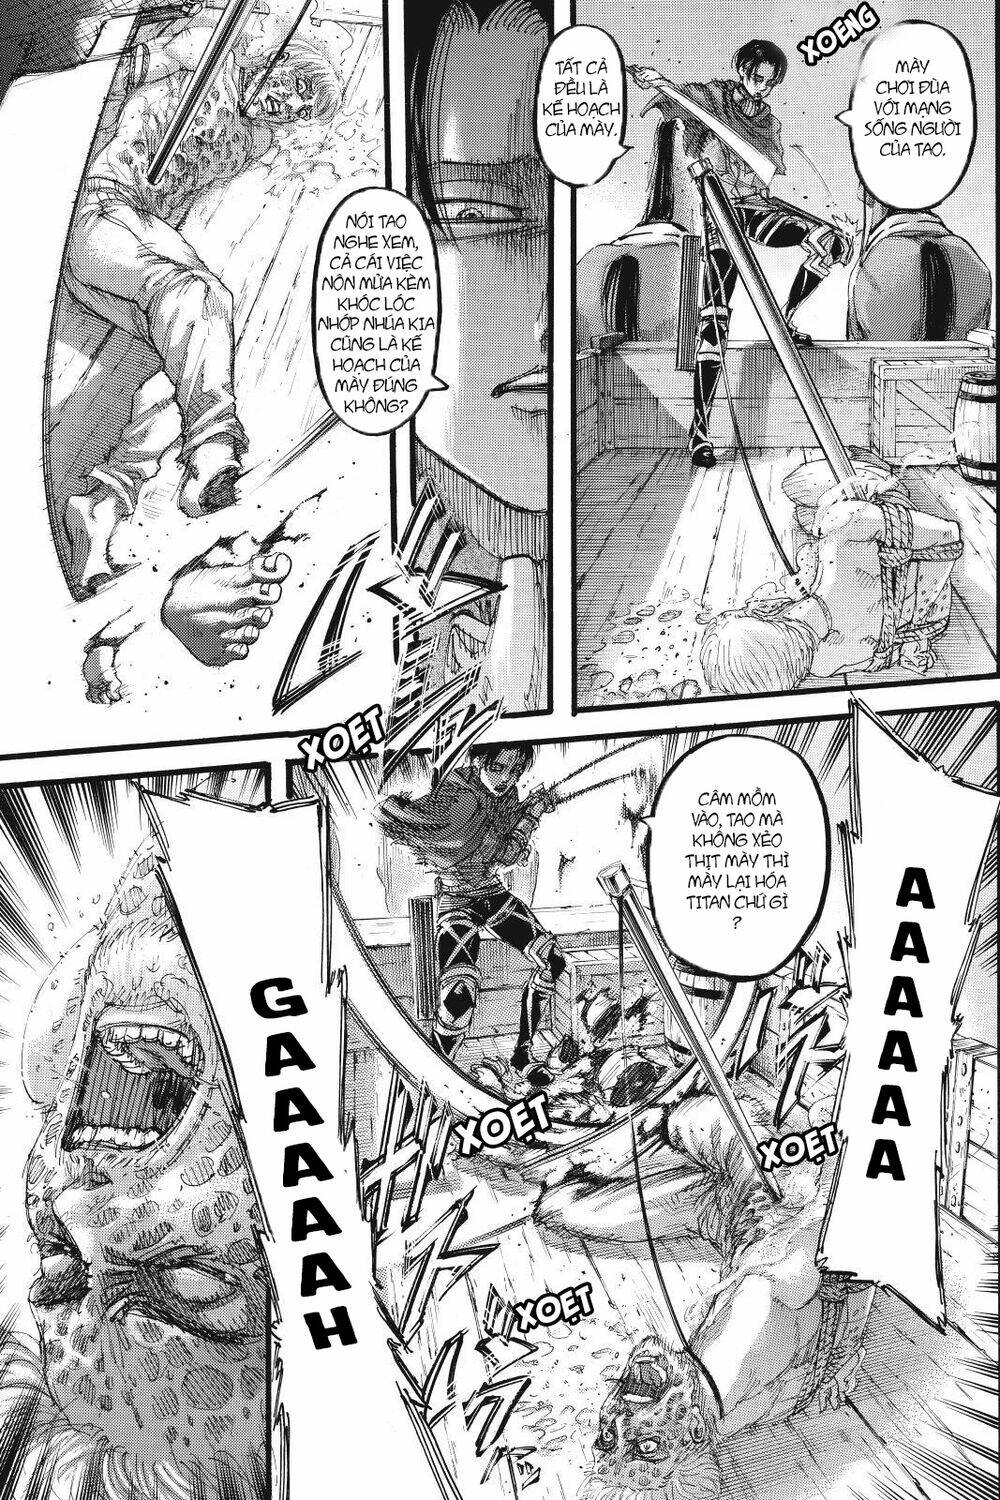 XOENG
MÀY
CHƠI ĐÙA
VỚI MẠNG
SỐNG NGƯỜI
CỦA TAO.
TẤT CẢ
ĐỀU LÀ
KẾ HOẠCH
CỦA MÀY.
NÓI TAO
NGHE XEM,
CẢ CÁI VIỆC
NÔN MỬA KÈM
KHÓC LÓC
NHỚP NHÚA KIA
CŨNG LÀ KẾ
HOẠCH CỦA
MÀY ĐÚNG
KHÔNG?
XOẸT
CÂM MỒM
VÀO, TAO MÀ
KHÔNG XẺO
THỊT MÀY THÌ
MÀY LẠI HÓA
TITAN CHỨ GÌ
?
AAAAAA
XOẸT
XOẸT
XOẸT
GAAAAAH